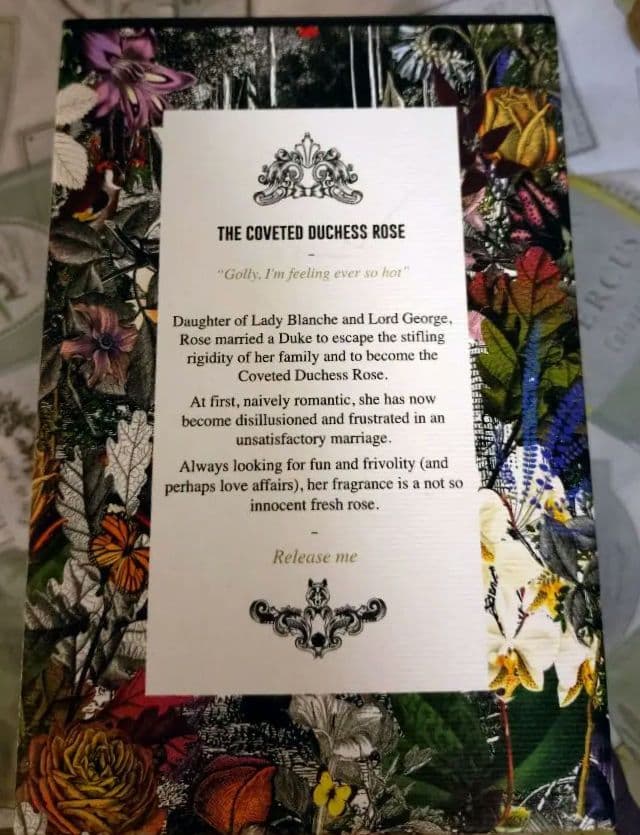 THE COVETED DUCHESS ROSE
-
"Golly, I'm feeling ever so hot"
Daughter of Lady Blanche and Lord George,
Rose married a Duke to escape the stifling
rigidity of her family and to become the
Coveted Duchess Rose.
At first, naively romantic, she has now
become disillusioned and frustrated in an
unsatisfactory marriage.
Always looking for fun and frivolity (and
perhaps love affairs), her fragrance is a not so
innocent fresh rose.
-
Release me